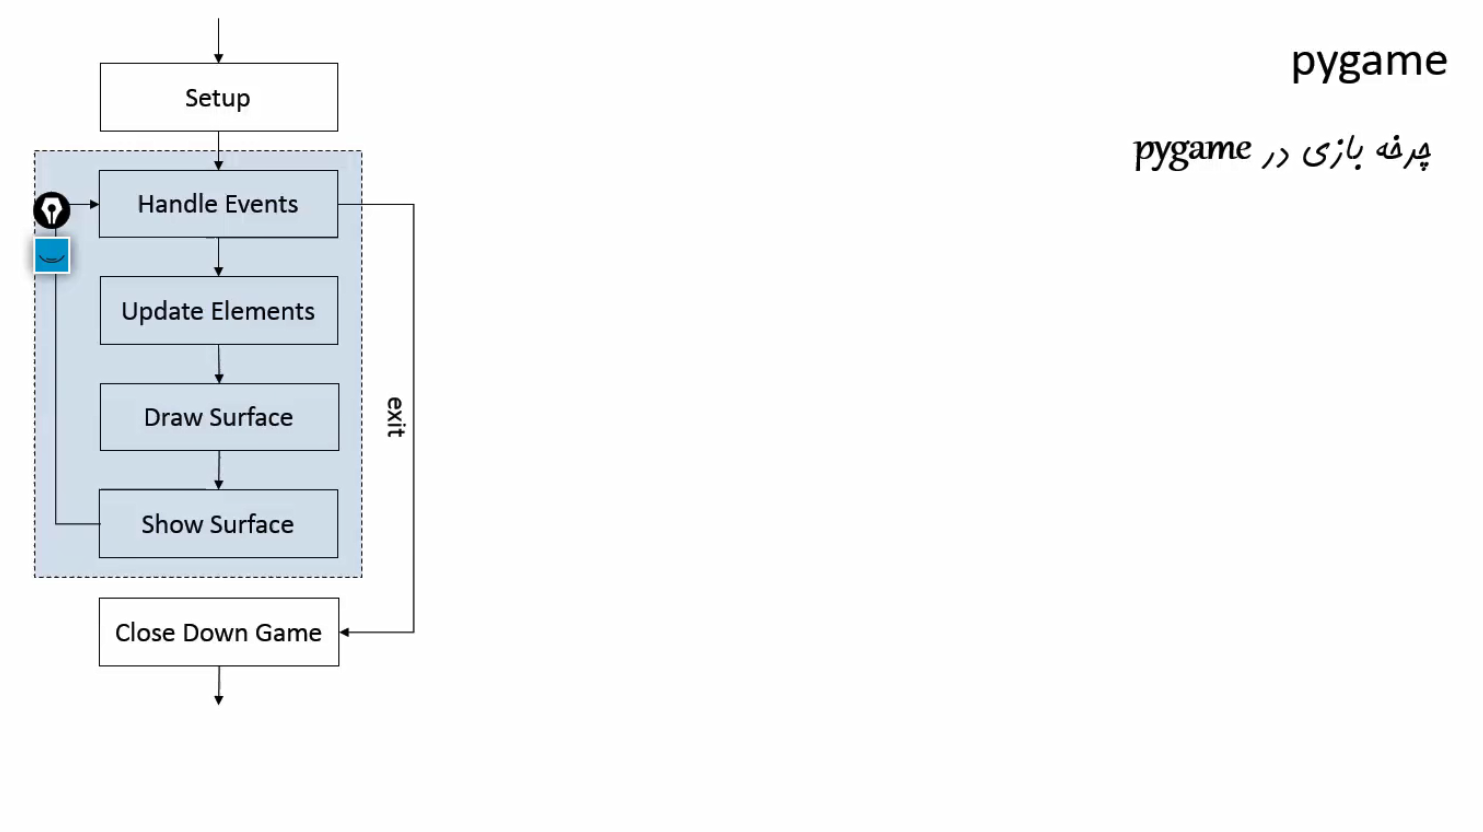 pygame
چرخه بازی در pygame
Setup
Handle Events
Update Elements
Draw Surface
Show Surface
exit
Close Down Game